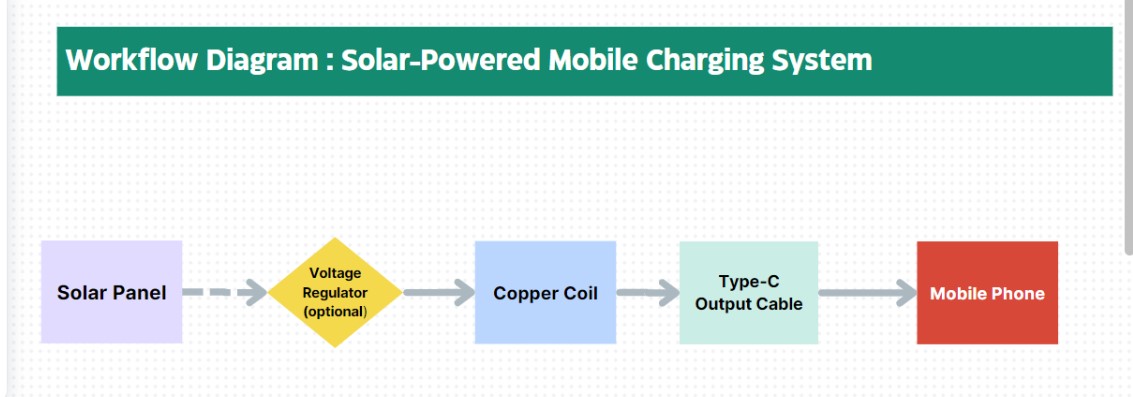 Workflow Diagram : Solar-Powered Mobile Charging System
Solar Panel
Voltage
Regulator
(optional)
Copper Coil
Type-C
Output Cable
Mobile Phone